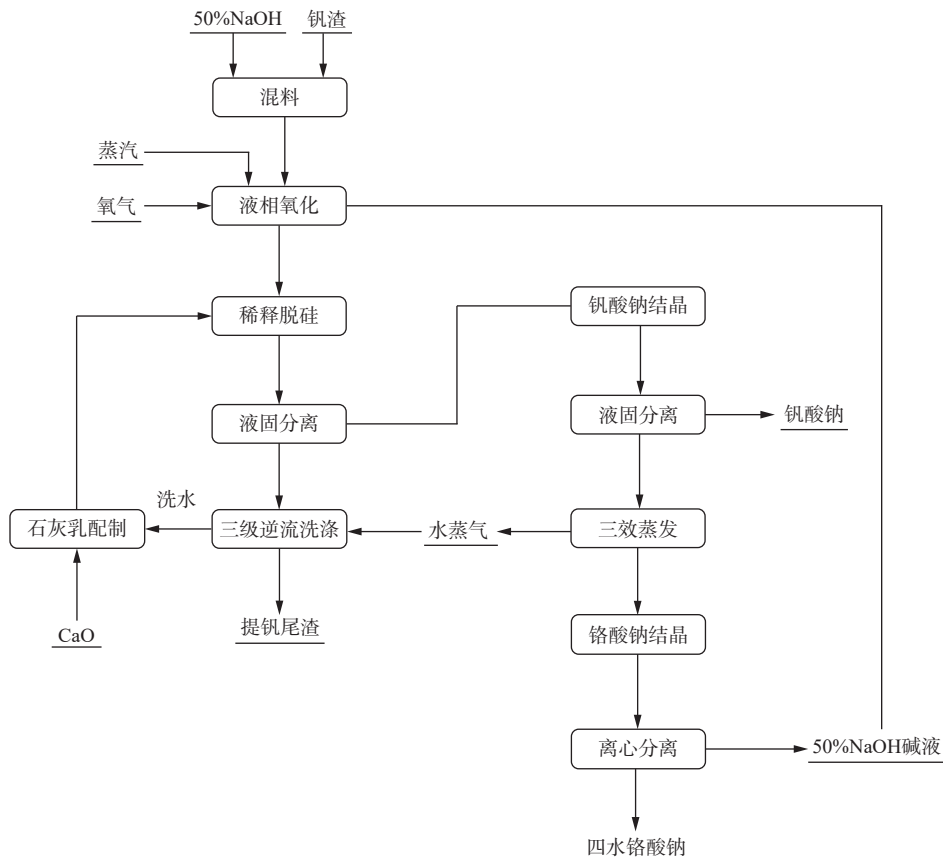 50%NaOH
钒渣
混料
蒸汽
氧气
液相氧化
稀释脱硅
钒酸钠结晶
液固分离
液固分离
钒酸钠
洗水
石灰乳配制
三级逆流洗涤
水蒸气
三效蒸发
CaO
提钒尾渣
铬酸钠结晶
离心分离
50%NaOH碱液
四水铬酸钠